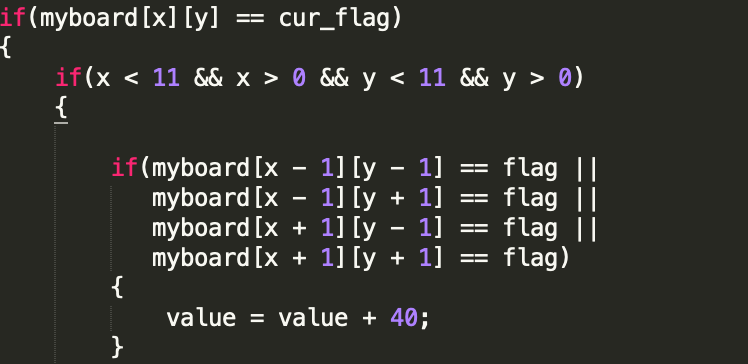 if(myboard[x][y] == cur_flag)
{
    if(x < 11 && x > 0 && y < 11 && y > 0)
    {
        if(myboard[x - 1][y - 1] == flag ||
           myboard[x - 1][y + 1] == flag ||
           myboard[x + 1][y - 1] == flag ||
           myboard[x + 1][y + 1] == flag)
        {
            value = value + 40;
        }